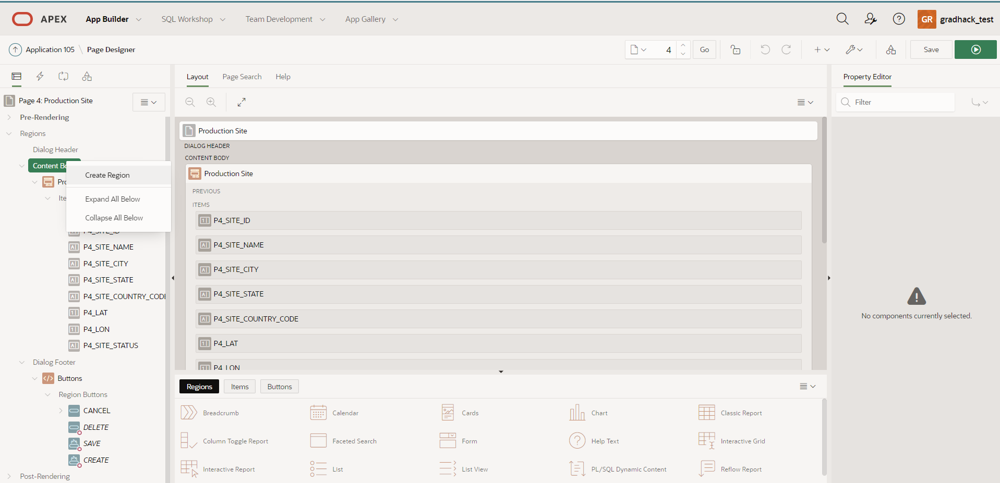 APEX App Builder SQL Workshop Team Development App Gallery GR gradhack_test
Application 105 \ Page Designer 4 Go Save
Layout Page Search Help
Property Editor
Page 4: Production Site
Filter
Pre-Rendering
Regions
Dialog Header
Content Bo
Create Region
Expand All Below
Collapse All Below
Pro
Ite
P4_SITE_ID
P4_SITE_NAME
P4_SITE_CITY
P4_SITE_STATE
P4_SITE_COUNTRY_CODE
P4_LAT
P4_LON
P4_SITE_STATUS
Dialog Footer
Buttons
Region Buttons
CANCEL
DELETE
SAVE
CREATE
Post-Rendering
Production Site
DIALOG HEADER
CONTENT BODY
Production Site
PREVIOUS
ITEMS
P4_SITE_ID
P4_SITE_NAME
P4_SITE_CITY
P4_SITE_STATE
P4_SITE_COUNTRY_CODE
P4_LAT
P4_LON
Regions Items Buttons
Breadcrumb Calendar Cards Chart Classic Report
Column Toggle Report Faceted Search Form Help Text Interactive Grid
Interactive Report List List View PL/SQL Dynamic Content Reflow Report
No components currently selected.